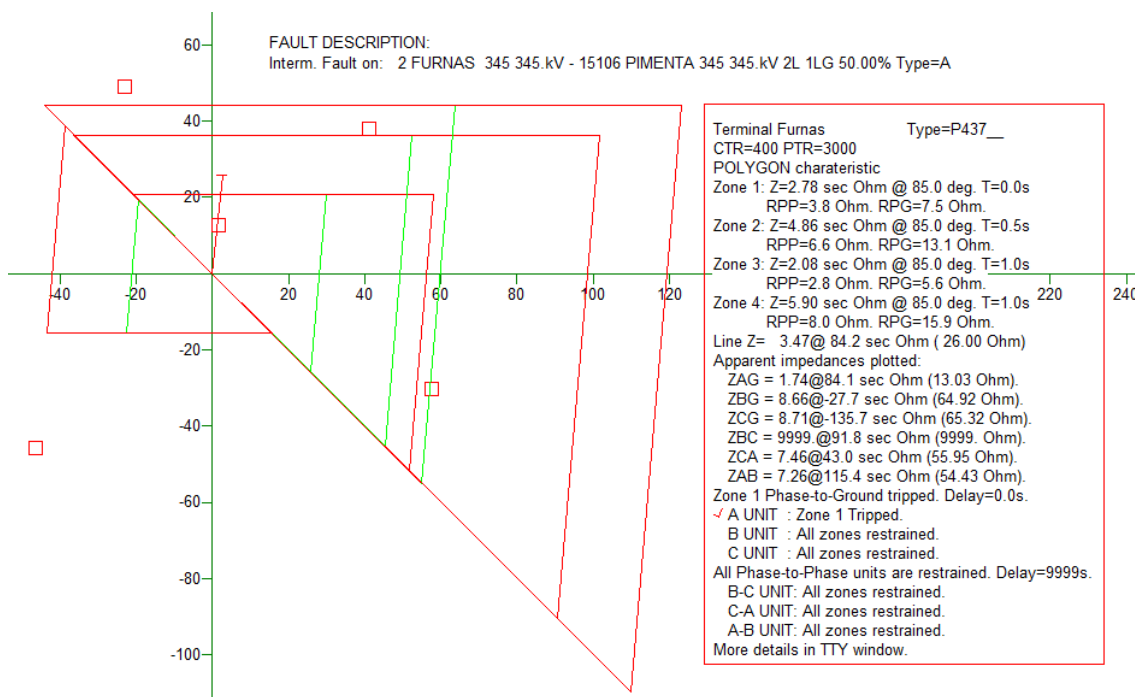 FAULT DESCRIPTION:
Interm. Fault on: 2 FURNAS 345 345.kV - 15106 PIMENTA 345 345.kV 2L 1LG 50.00% Type=A
60
40
20
-40
-20
20
40
60
80
100
120
220
240
-20
-40
-60
-80
-100
Terminal Furnas Type=P437__
CTR=400 PTR=3000
POLYGON charateristic
Zone 1: Z=2.78 sec Ohm @ 85.0 deg. T=0.0s
RPP=3.8 Ohm. RPG=7.5 Ohm.
Zone 2: Z=4.86 sec Ohm @ 85.0 deg. T=0.5s
RPP=6.6 Ohm. RPG=13.1 Ohm.
Zone 3: Z=2.08 sec Ohm @ 85.0 deg. T=1.0s
RPP=2.8 Ohm. RPG=5.6 Ohm.
Zone 4: Z=5.90 sec Ohm @ 85.0 deg. T=1.0s
RPP=8.0 Ohm. RPG=15.9 Ohm.
Line Z= 3.47@ 84.2 sec Ohm ( 26.00 Ohm)
Apparent impedances plotted:
ZAG = 1.74@84.1 sec Ohm (13.03 Ohm).
ZBG = 8.66@-27.7 sec Ohm (64.92 Ohm).
ZCG = 8.71@-135.7 sec Ohm (65.32 Ohm).
ZBC = 9999.@91.8 sec Ohm (9999. Ohm).
ZCA = 7.46@43.0 sec Ohm (55.95 Ohm).
ZAB = 7.26@115.4 sec Ohm (54.43 Ohm).
Zone 1 Phase-to-Ground tripped. Delay=0.0s.
A UNIT : Zone 1 Tripped.
B UNIT : All zones restrained.
C UNIT : All zones restrained.
All Phase-to-Phase units are restrained. Delay=9999s.
B-C UNIT: All zones restrained.
C-A UNIT: All zones restrained.
A-B UNIT: All zones restrained.
More details in TTY window.